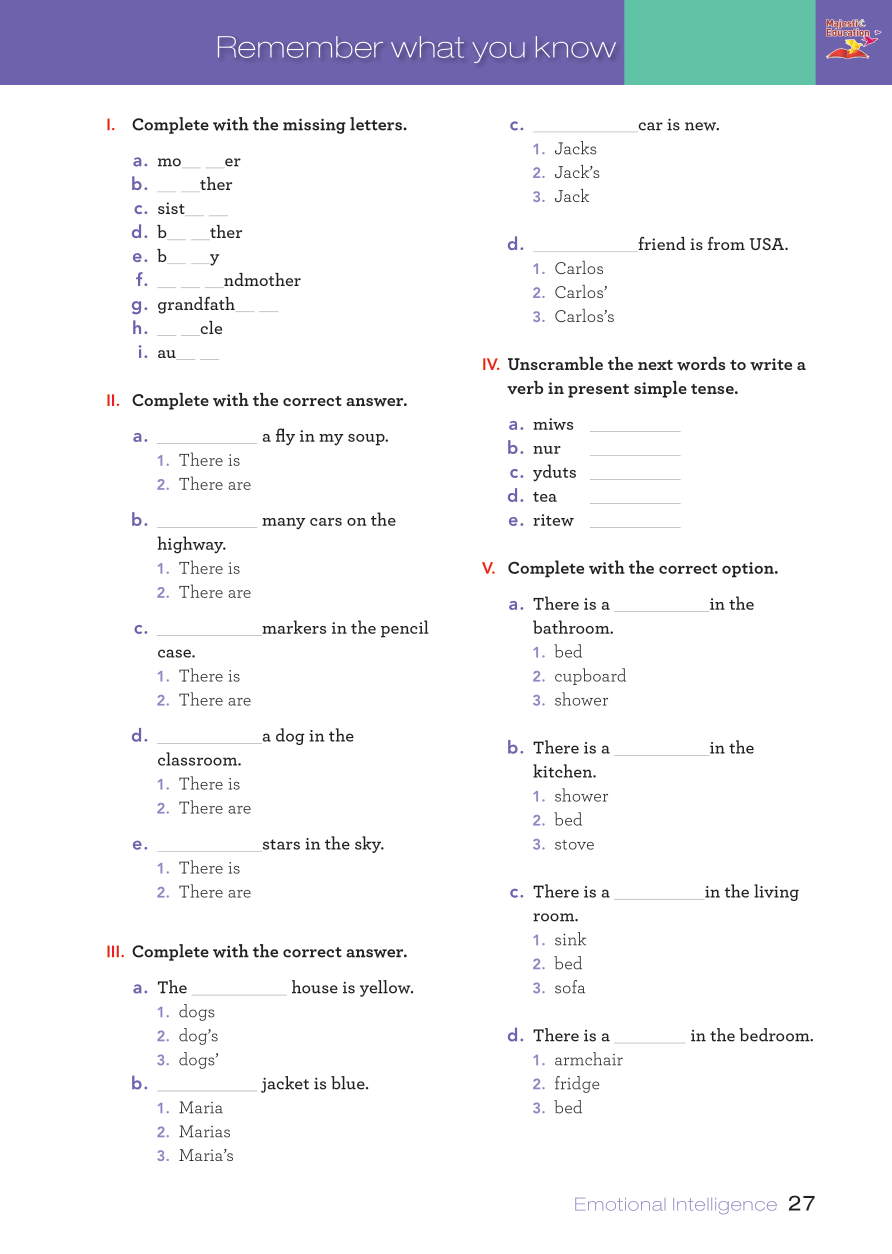 Remember what you know
Majestic
Education
I. Complete with the missing letters.
a. mo__ __er
b. __ __ther
c. sist__ __
d. b__ __ther
e. b__ __y
f. __ __ __ndmother
g. grandfath__ __
h. __ __cle
i. au__ __
II. Complete with the correct answer.
a. ___________ a fly in my soup.
1. There is
2. There are
b. ___________ many cars on the
highway.
1. There is
2. There are
c. ___________markers in the pencil
case.
1. There is
2. There are
d. ___________a dog in the
classroom.
1. There is
2. There are
e. ___________stars in the sky.
1. There is
2. There are
III. Complete with the correct answer.
a. The __________ house is yellow.
1. dogs
2. dog’s
3. dogs’
b. ___________ jacket is blue.
1. Maria
2. Marias
3. Maria’s
c. ___________car is new.
1. Jacks
2. Jack’s
3. Jack
d. ___________friend is from USA.
1. Carlos
2. Carlos’
3. Carlos’s
IV. Unscramble the next words to write a
verb in present simple tense.
a. miws __________
b. nur __________
c. yduts __________
d. tea __________
e. ritew __________
V. Complete with the correct option.
a. There is a __________in the
bathroom.
1. bed
2. cupboard
3. shower
b. There is a __________in the
kitchen.
1. shower
2. bed
3. stove
c. There is a __________in the living
room.
1. sink
2. bed
3. sofa
d. There is a ________ in the bedroom.
1. armchair
2. fridge
3. bed
Emotional Intelligence 27